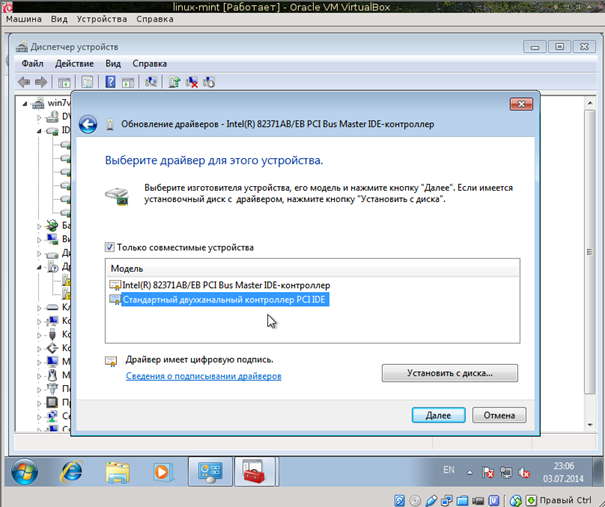 linux-mint [Работает] - Oracle VM VirtualBox
Машина Вид Устройства Справка
Диспетчер устройств
Файл Действие Вид Справка
Обновление драйверов - Intel(R) 82371AB/EB PCI Bus Master IDE-контроллер
Выберите драйвер для этого устройства.
Выберите изготовителя устройства, его модель и нажмите кнопку "Далее". Если имеется
установочный диск с драйвером, нажмите кнопку "Установить с диска".
Только совместимые устройства
Модель
Intel(R) 82371AB/EB PCI Bus Master IDE-контроллер
Стандартный двухканальный контроллер PCI IDE
Драйвер имеет цифровую подпись.
Сведения о подписывании драйверов
Установить с диска...
Далее
Отмена
EN
23:06
03.07.2014
Правый Ctrl